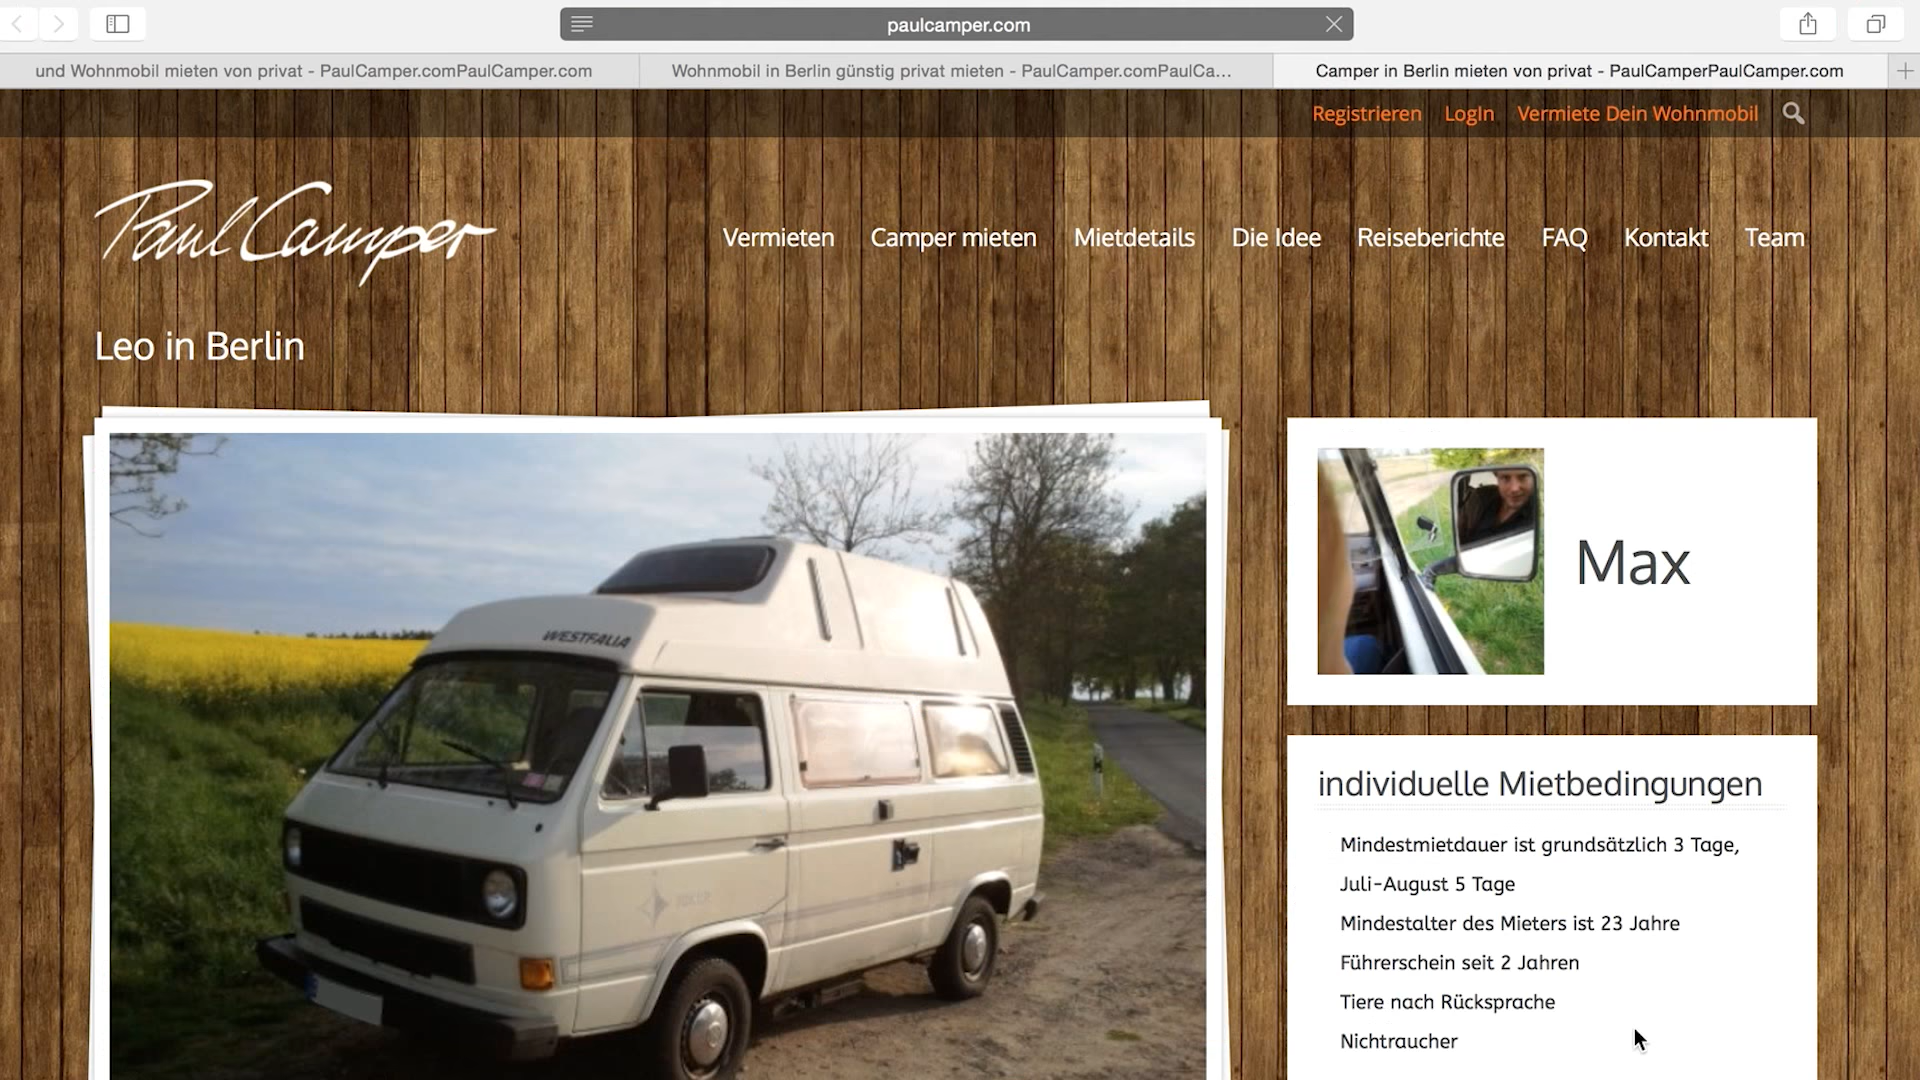 paulcamper.com
und Wohnmobil mieten von privat - PaulCamper.comPaulCamper.com
Wohnmobil in Berlin günstig privat mieten - PaulCamper.comPaulCa...
Camper in Berlin mieten von privat - PaulCamperPaulCamper.com
Registrieren LogIn Vermiete Dein Wohnmobil
Paul Camper
Vermieten Camper mieten Mietdetails Die Idee Reiseberichte FAQ Kontakt Team
Leo in Berlin
WESTFALIA
Max
individuelle Mietbedingungen
Mindestmietdauer ist grundsätzlich 3 Tage,
Juli-August 5 Tage
Mindestalter des Mieters ist 23 Jahre
Führerschein seit 2 Jahren
Tiere nach Rücksprache
Nichtraucher